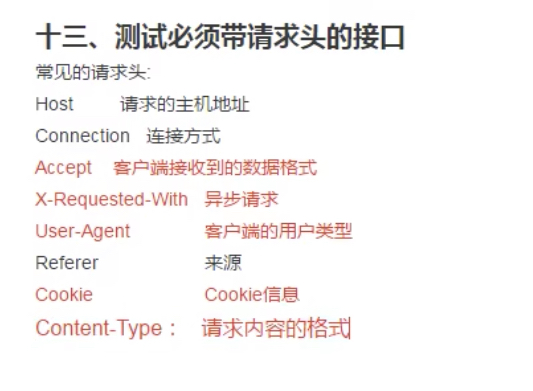 十三、测试必须带请求头的接口
常见的请求头:
Host 请求的主机地址
Connection 连接方式
Accept 客户端接收到的数据格式
X-Requested-With 异步请求
User-Agent 客户端的用户类型
Referer 来源
Cookie Cookie信息
Content-Type： 请求内容的格式